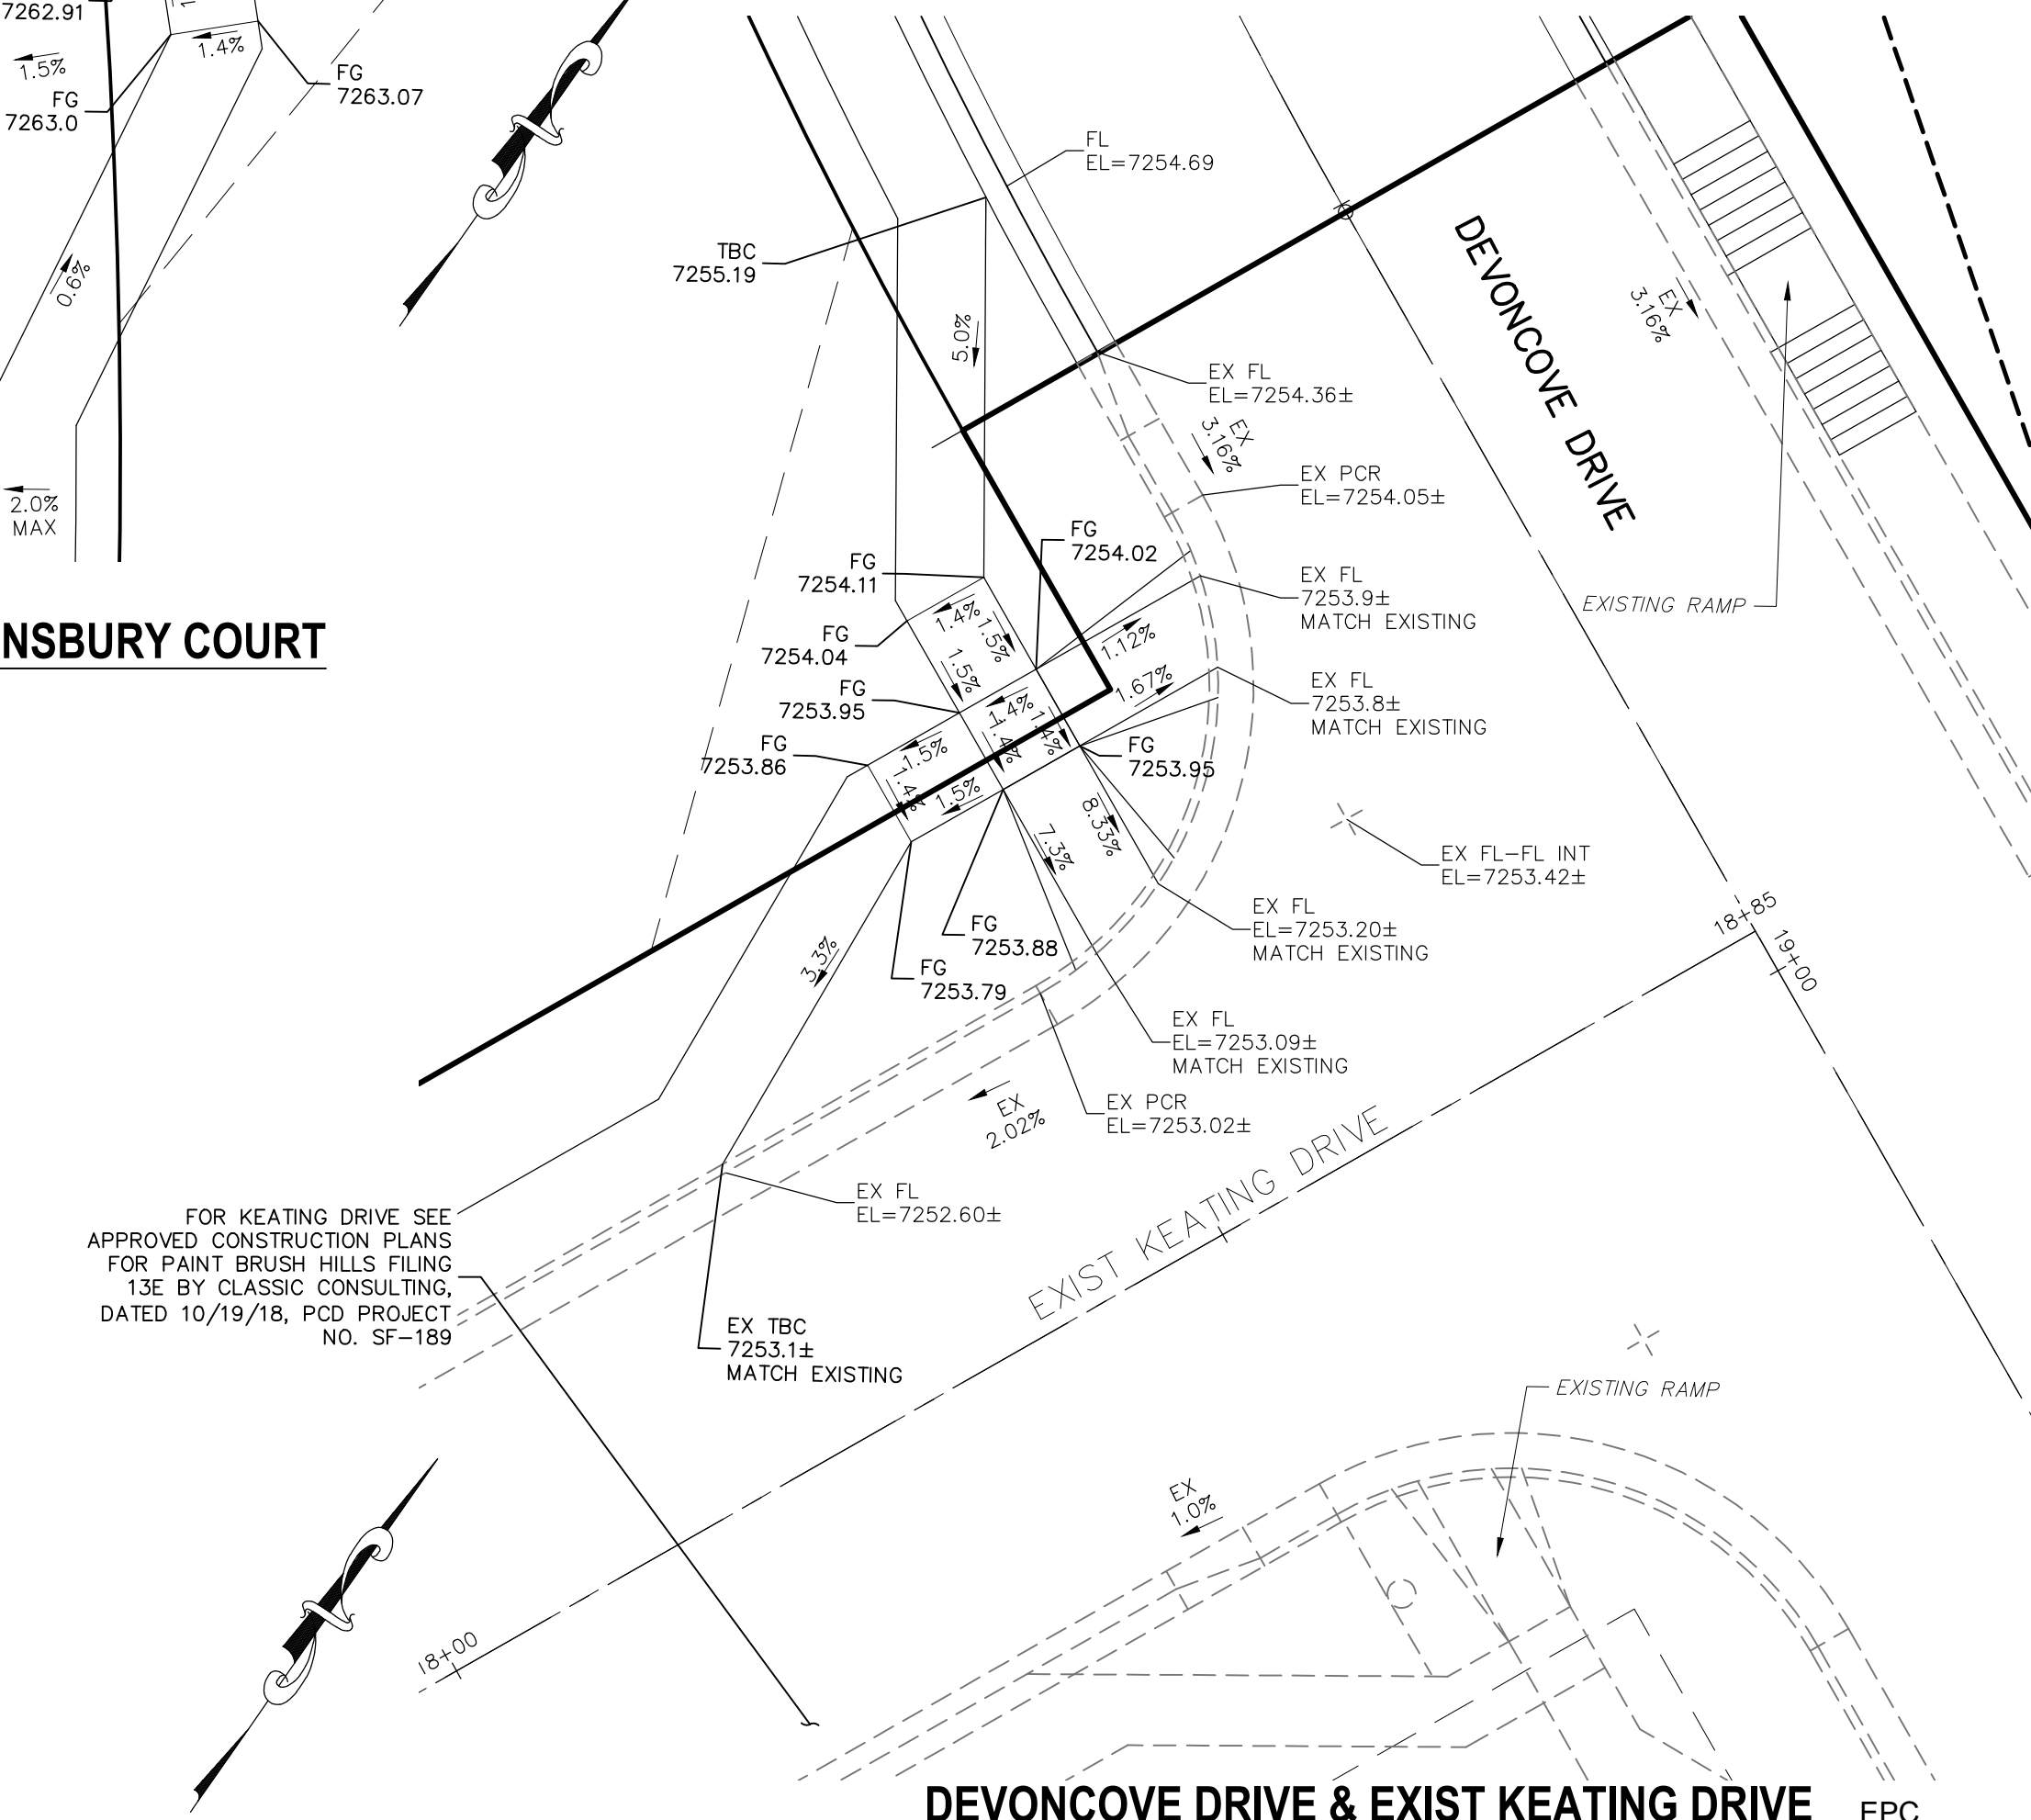 7262.91
1.4%
1.5%
FG
7263.0
FG
7263.07
0.6%
2.0%
MAX
NSBURY COURT
FL
EL=7254.69
TBC
7255.19
5.0%
DEVONCOVE DRIVE
EX
3.16%
EX FL
EL=7254.36±
EX
3.16%
EX PCR
EL=7254.05±
FG
7254.02
FG
7254.11
EX FL
7253.9±
MATCH EXISTING
EXISTING RAMP
FG
7254.04
1.4%
1.5%
1.5%
1.12%
1.67%
FG
7253.95
EX FL
7253.8±
MATCH EXISTING
1.4%
1.4%
1.4%
FG
7253.86
1.5%
1.4%
1.5%
FG
7253.95
8.33%
7.3%
EX FL-FL INT
EL=7253.42±
18+85
19+00
EX FL
EL=7253.20±
MATCH EXISTING
FG
7253.88
3.3%
FG
7253.79
EX FL
EL=7253.09±
MATCH EXISTING
EX
2.02%
EX PCR
EL=7253.02±
EXIST KEATING DRIVE
EX FL
EL=7252.60±
FOR KEATING DRIVE SEE
APPROVED CONSTRUCTION PLANS
FOR PAINT BRUSH HILLS FILING
13E BY CLASSIC CONSULTING,
DATED 10/19/18, PCD PROJECT
NO. SF-189
EX TBC
7253.1±
MATCH EXISTING
EXISTING RAMP
EX
1.0%
18+00
DEVONCOVE DRIVE & EXIST KEATING DRIVE
EPC